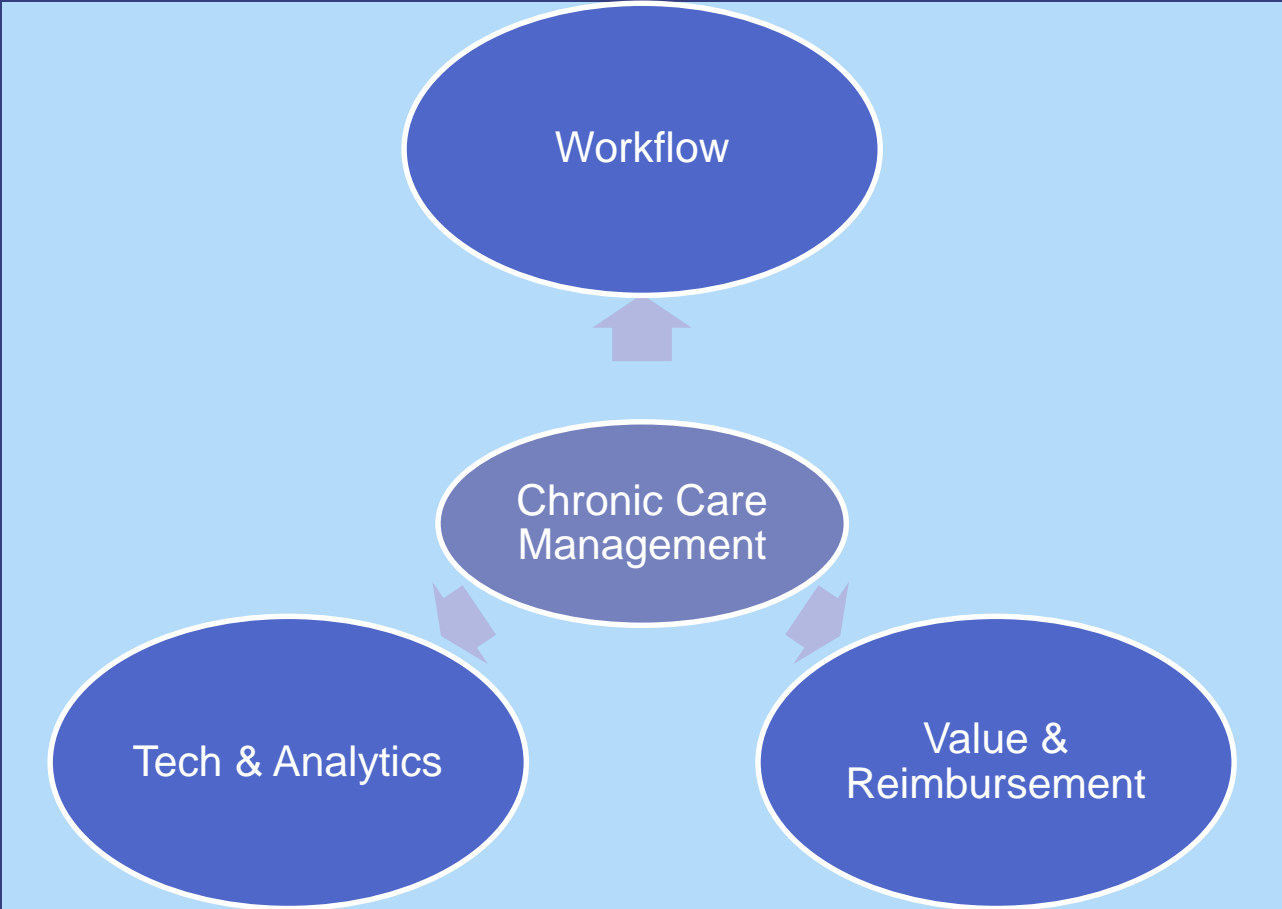 Workflow
Chronic Care
Management
Tech & Analytics
Value &
Reimbursement